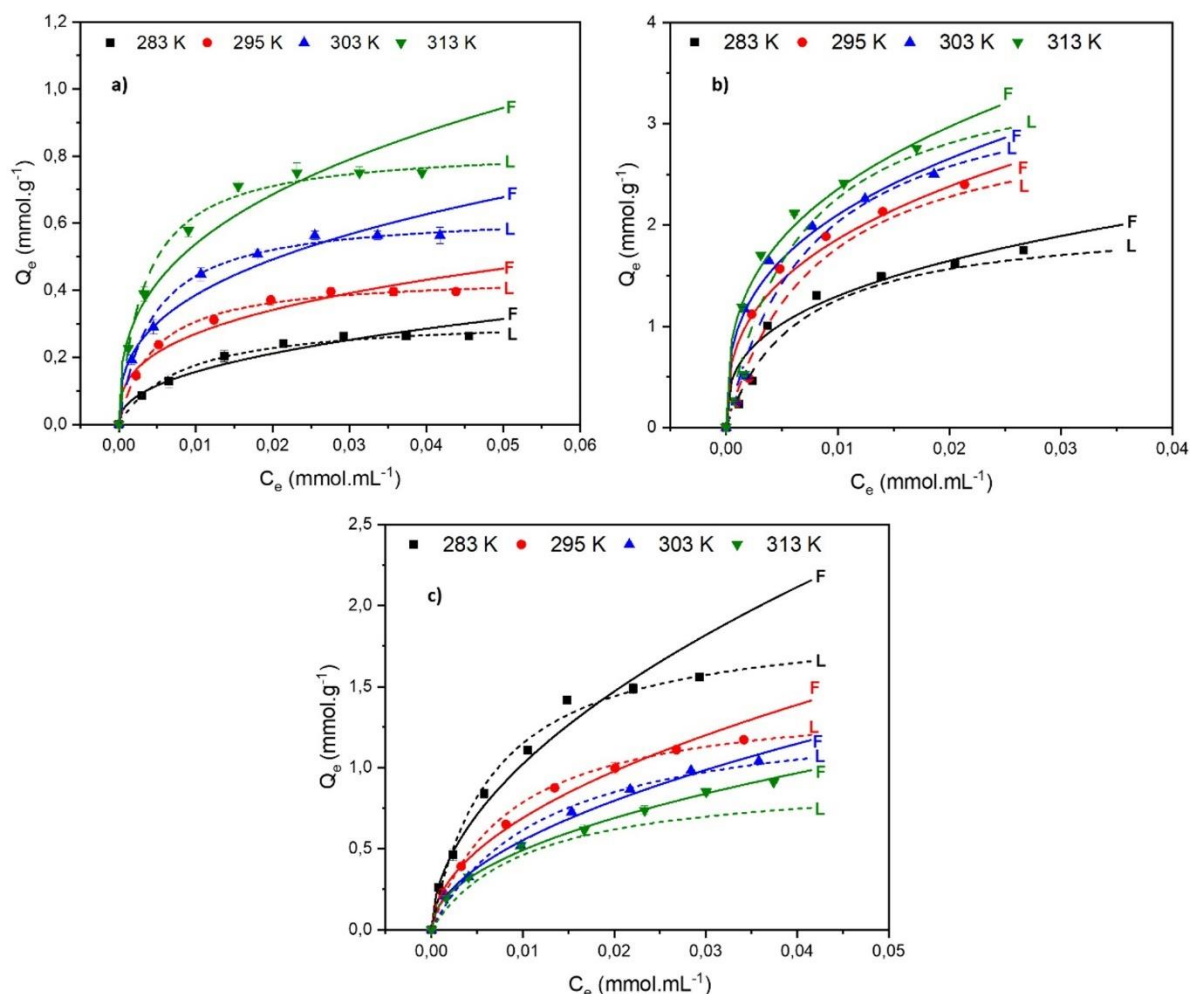 1,2
283 K 295 K 303 K 313 K
a)
1,0
F
0,8
L
F
0,6
L
F
0,4
L
F
L
0,2
0,0
0,00 0,01 0,02 0,03 0,04 0,05 0,06
Qe (mmol.g-1)
Ce (mmol.mL-1)
4
283 K 295 K 303 K 313 K
b)
F
3
L
F
L
F
L
2
F
L
1
0
0,00 0,01 0,02 0,03 0,04
Qe (mmol.g-1)
Ce (mmol.mL-1)
2,5
283 K 295 K 303 K 313 K
c)
F
2,0
L
1,5
F
L
F
L
1,0
F
L
0,5
0,0
0,00 0,01 0,02 0,03 0,04 0,05
Qe (mmol.g-1)
Ce (mmol.mL-1)